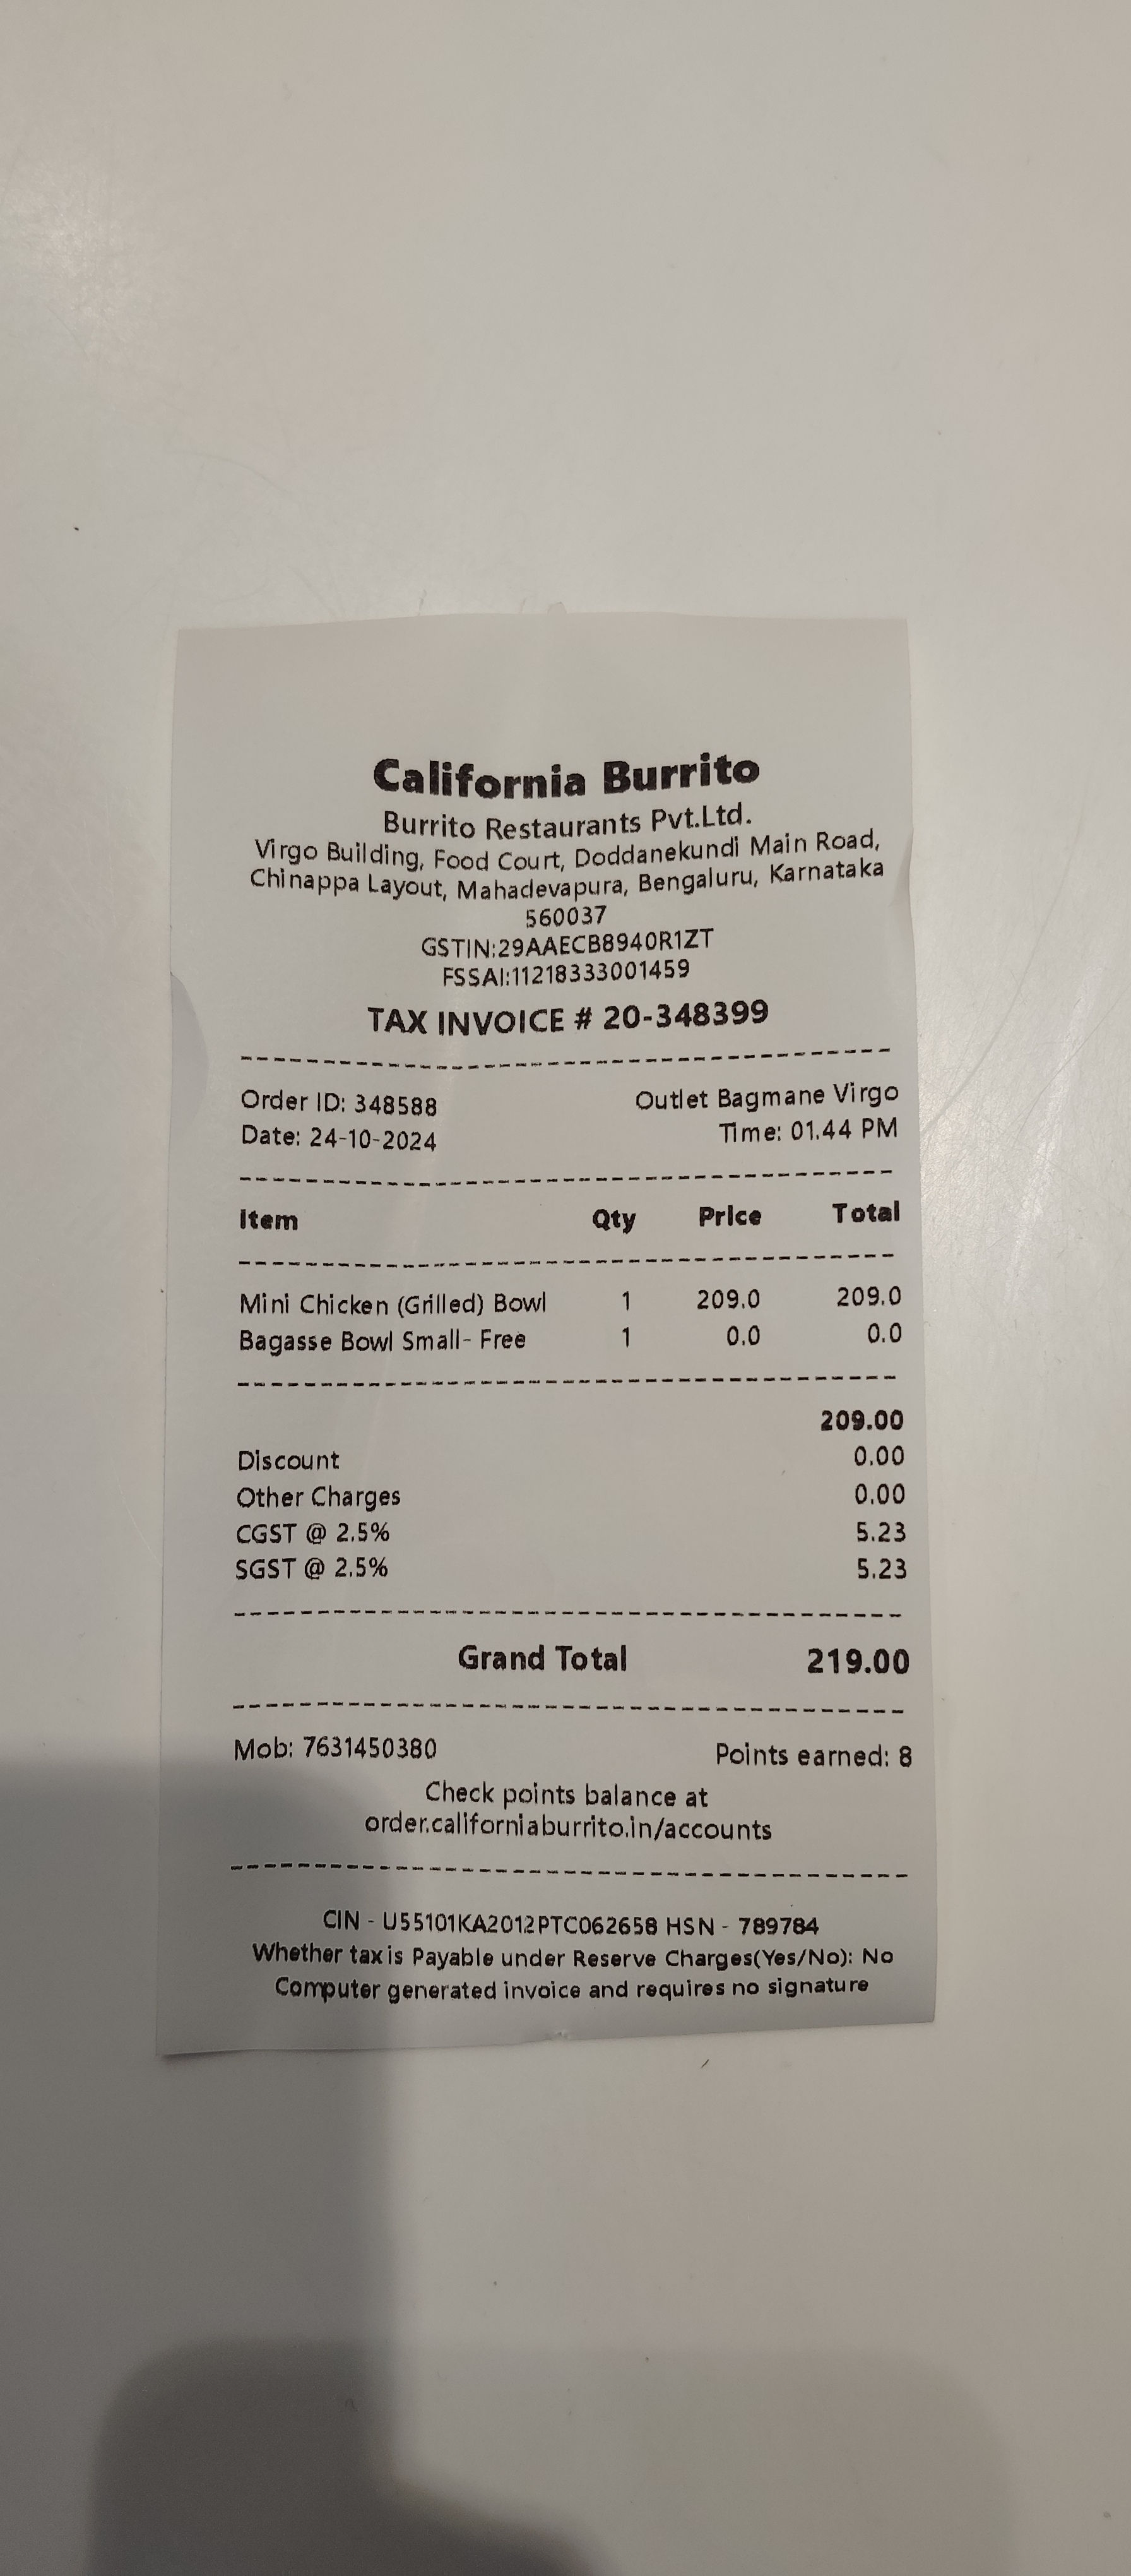 California Burrito
Burrito Restaurants Pvt.Ltd.
Virgo Building, Food Court, Doddanekundi Main Road,
Chinappa Layout, Mahadevapura, Bengaluru, Karnataka
560037
GSTIN:29AAECB8940R1ZT
FSSAI:11218333001459
TAX INVOICE # 20-348399
Order ID: 348588 Outlet Bagmane Virgo
Date: 24-10-2024 Time: 01.44 PM
Item Qty Price Total
Mini Chicken (Grilled) Bowl 1 209.0 209.0
Bagasse Bowl Small- Free 1 0.0 0.0
209.00
Discount 0.00
Other Charges 0.00
CGST @ 2.5% 5.23
SGST @ 2.5% 5.23
Grand Total 219.00
Mob: 7631450380 Points earned: 8
Check points balance at
order.californiaburrito.in/accounts
CIN - U55101KA2012PTC062658 HSN - 789784
Whether tax is Payable under Reserve Charges(Yes/No): No
Computer generated invoice and requires no signature